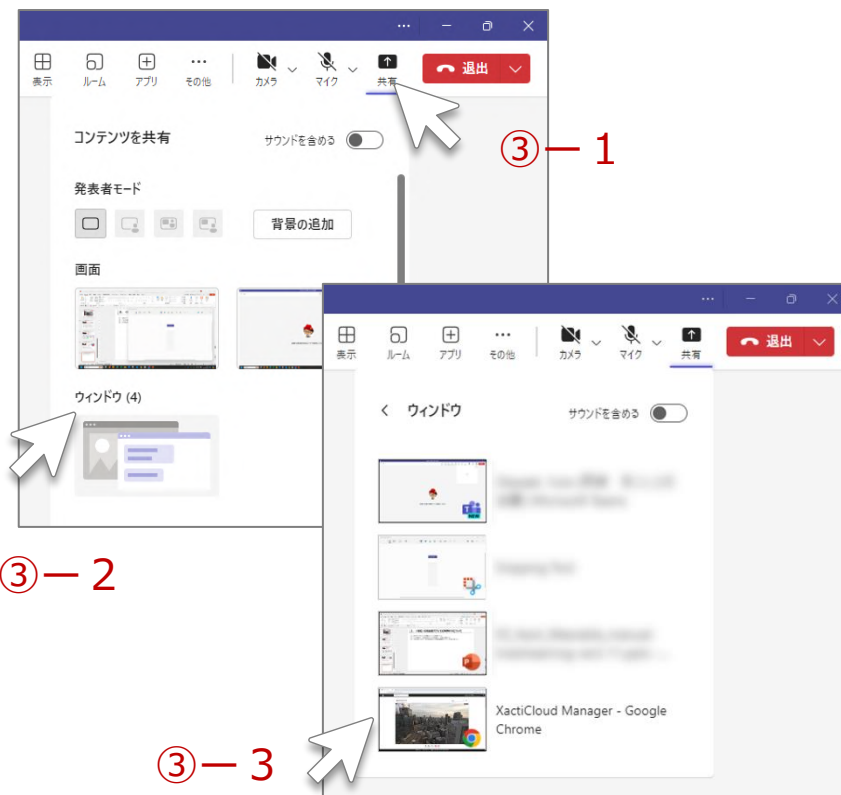 表示 ルーム アプリ その他 カメラ マイク 共有 退出
コンテンツを共有 サウンドを含める
③ー 1
発表者モード
背景の追加
画面
ウィンドウ (4)
③ー 2
表示 ルーム アプリ その他 カメラ マイク 共有 退出
ウィンドウ サウンドを含める
XactiCloud Manager - Google
Chrome
③ー 3